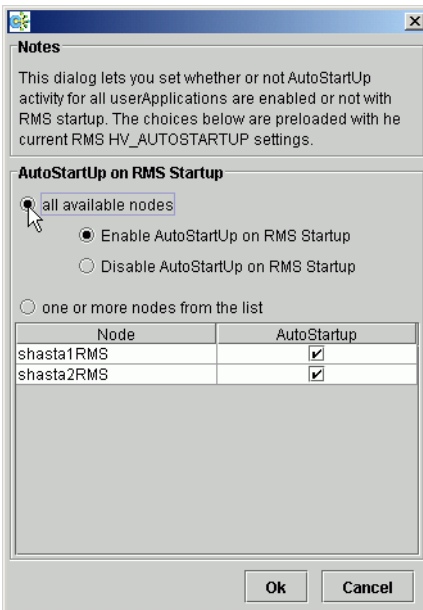 Notes
This dialog lets you set whether or not AutoStartUp
activity for all userApplications are enabled or not with
RMS startup. The choices below are preloaded with he
current RMS HV_AUTOSTARTUP settings.
AutoStartUp on RMS Startup
all available nodes
Enable AutoStartUp on RMS Startup
Disable AutoStartUp on RMS Startup
one or more nodes from the list
Node AutoStartup
shasta1RMS
shasta2RMS
Ok Cancel